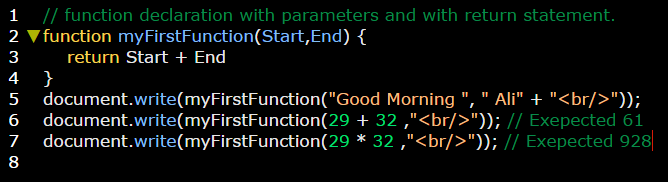 1 // function declaration with parameters and with return statement.
2 function myFirstFunction(Start,End) {
3 return Start + End
4 }
5 document.write(myFirstFunction("Good Morning ", " Ali" + "<br/>"));
6 document.write(myFirstFunction(29 + 32 ,"<br/>")); // Exepected 61
7 document.write(myFirstFunction(29 * 32 ,"<br/>")); // Exepected 928
8